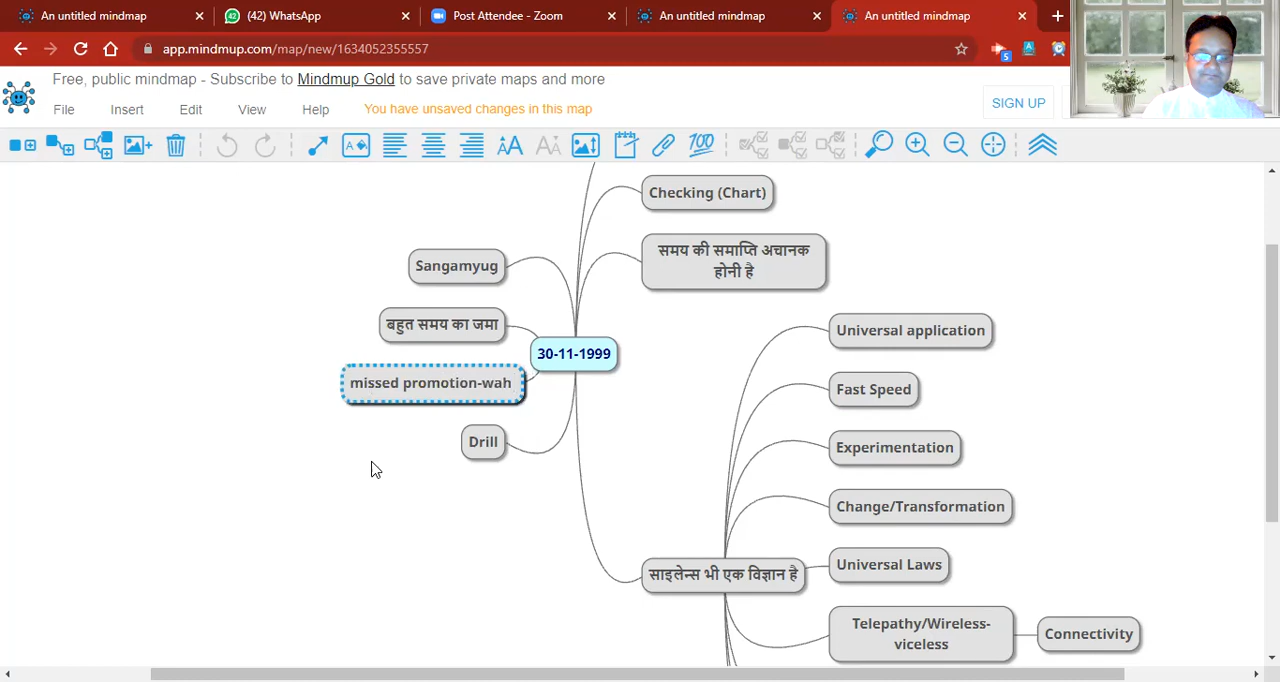 An untitled mindmap
(42) WhatsApp
Post Attendee - Zoom
An untitled mindmap
An untitled mindmap
app.mindmup.com/map/new/1634052355557
Free, public mindmap - Subscribe to Mindmup Gold to save private maps and more
File Insert Edit View Help You have unsaved changes in this map
SIGN UP
Checking (Chart)
समय की समाप्ति अचानक
होनी है
Sangamyug
बहुत समय का जमा
30-11-1999
missed promotion-wah
Drill
Universal application
Fast Speed
Experimentation
Change/Transformation
साइलेन्स भी एक विज्ञान है
Universal Laws
Telepathy/Wireless-
viceless
Connectivity